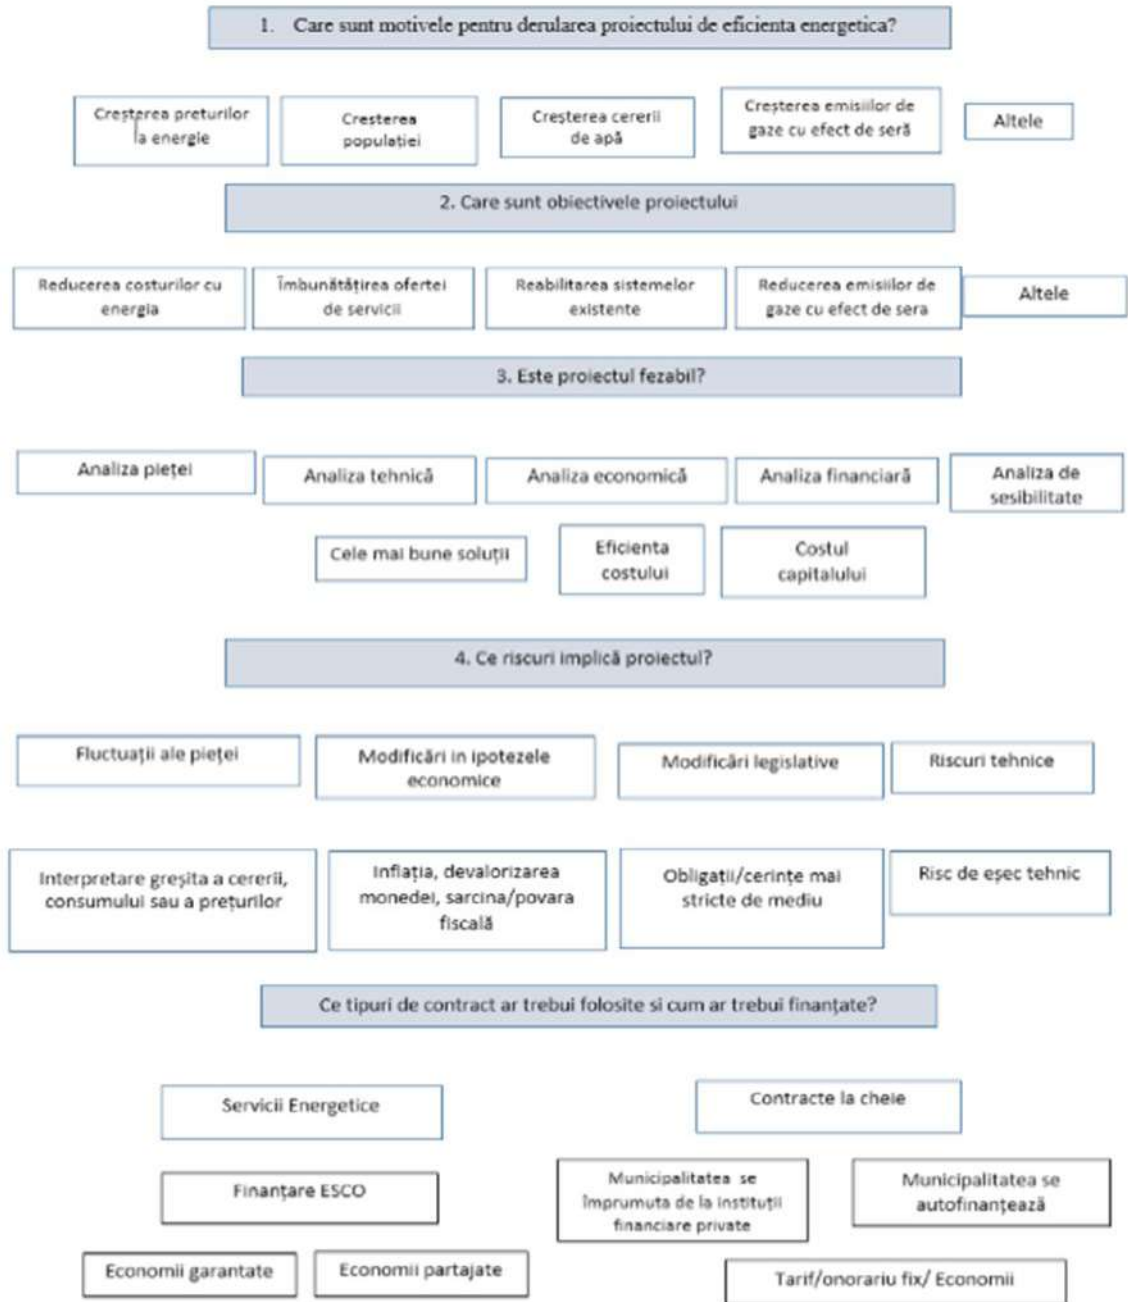 1. Care sunt motivele pentru derularea proiectului de eficienta energetica?
Creșterea preturilor
la energie
Creșterea
populatiei
Creșterea cererii
de apă
Creșterea emisiilor de
gaze cu efect de seră
Altele
2. Care sunt obiectivele proiectului
Reducerea costurilor cu
energia
Îmbunătățirea ofertei
de servicii
Reabilitarea sistemelor
existente
Reducerea emisiilor de
gaze cu efect de sera
Altele
3. Este proiectul fezabil?
Analiza pieței
Analiza tehnică
Analiza economică
Analiza financiară
Analiza de
sesibilitate
Cele mai bune soluții
Eficienta
costului
Costul
capitalului
4. Ce riscuri implică proiectul?
Fluctuații ale pieței
Modificări in ipotezele
economice
Modificări legislative
Riscuri tehnice
Interpretare greșita a cererii,
consumului sau a prețurilor
Inflația, devalorizarea
monedei, sarcina/povara
fiscală
Obligații/cerințe mai
stricte de mediu
Risc de eșec tehnic
Ce tipuri de contract ar trebui folosite si cum ar trebui finanțate?
Servicii Energetice
Contracte la cheie
Finanțare ESCO
Municipalitatea se
împrumuta de la instituții
financiare private
Municipalitatea se
autofinanțează
Economii garantate
Economii partajate
Tarif/onorariu fix/ Economii